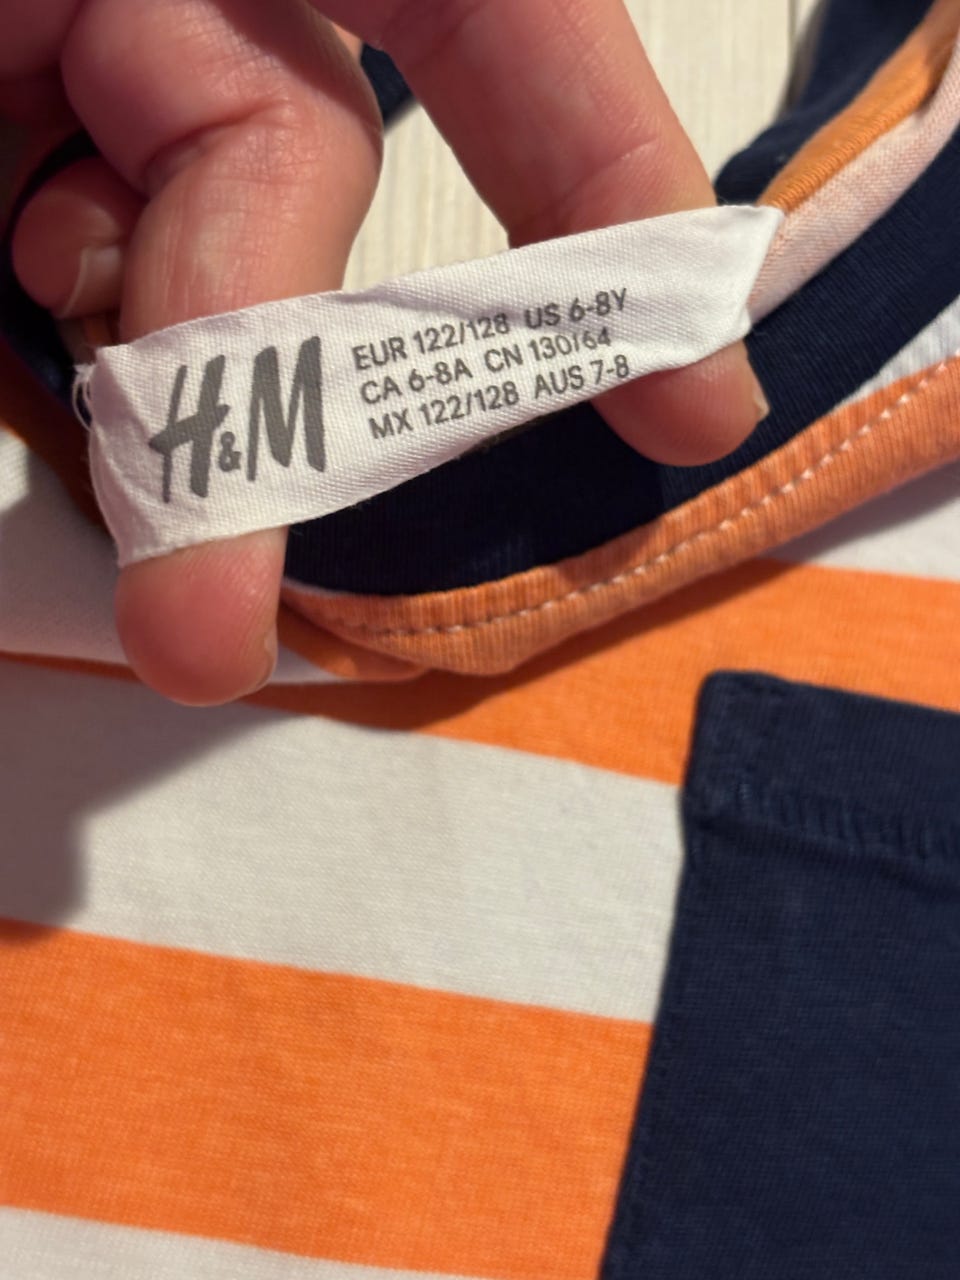 H&M
EUR 122/128 US 6-8Y
CA 6-8A CN 130/64
MX 122/128 AUS 7-8